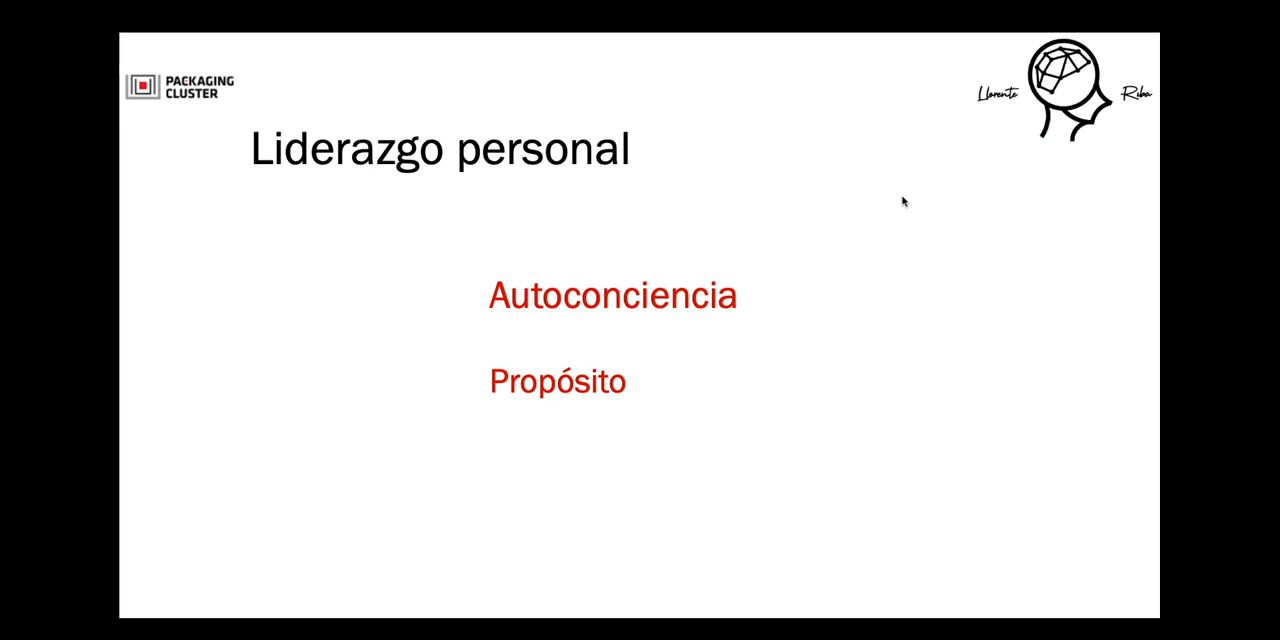 PACKAGING
CLUSTER
Llorente
Riba
Liderazgo personal
Autoconciencia
Propósito